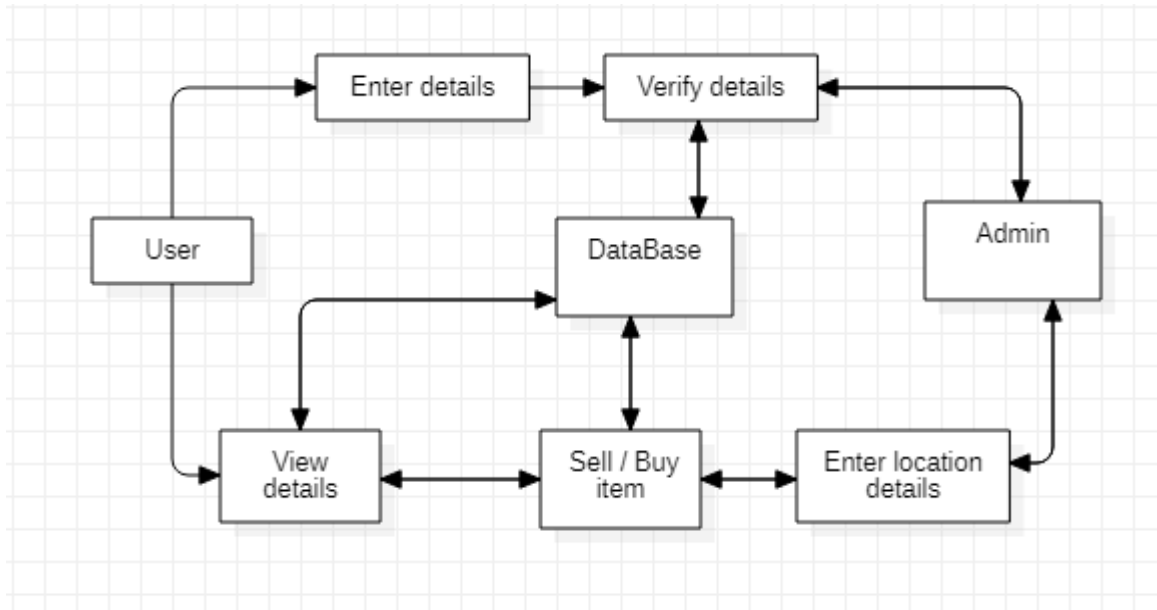 Enter details
Verify details
User
DataBase
Admin
View
details
Sell / Buy
item
Enter location
details